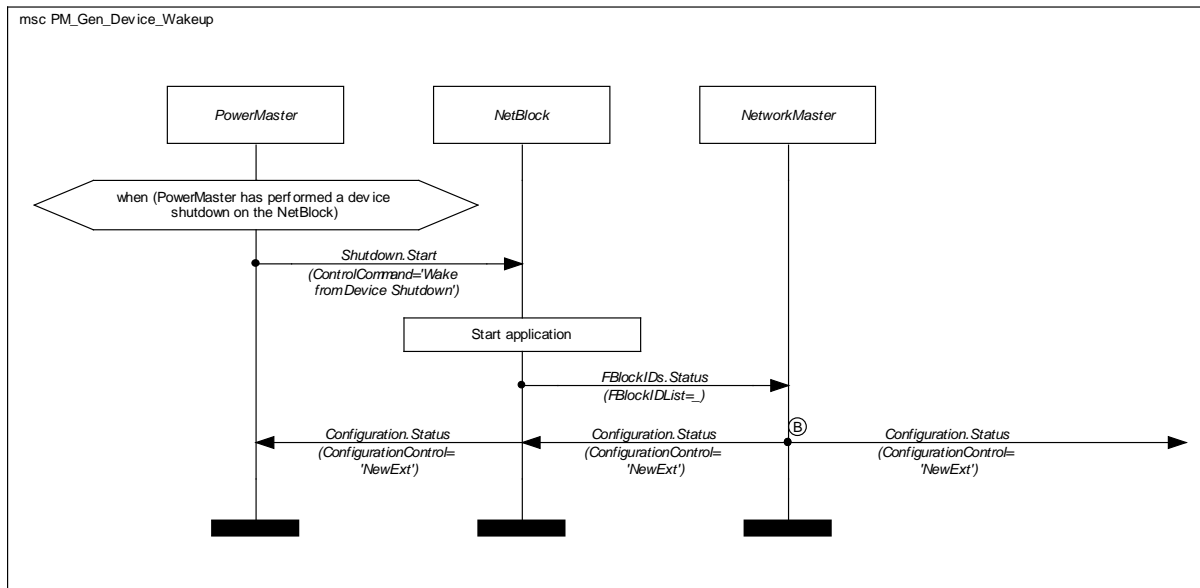 msc PM_Gen_Device_Wakeup
PowerMaster
NetBlock
NetworkMaster
when (PowerMaster has performed a device
shutdown on the NetBlock)
Shutdown.Start
(ControlCommand='Wake
from Device Shutdown')
Start application
FBlockIDs.Status
(FBlockIDList=_)
B
Configuration.Status
(ConfigurationControl=
'NewExt')
Configuration.Status
(ConfigurationControl=
'NewExt')
Configuration.Status
(ConfigurationControl=
'NewExt')